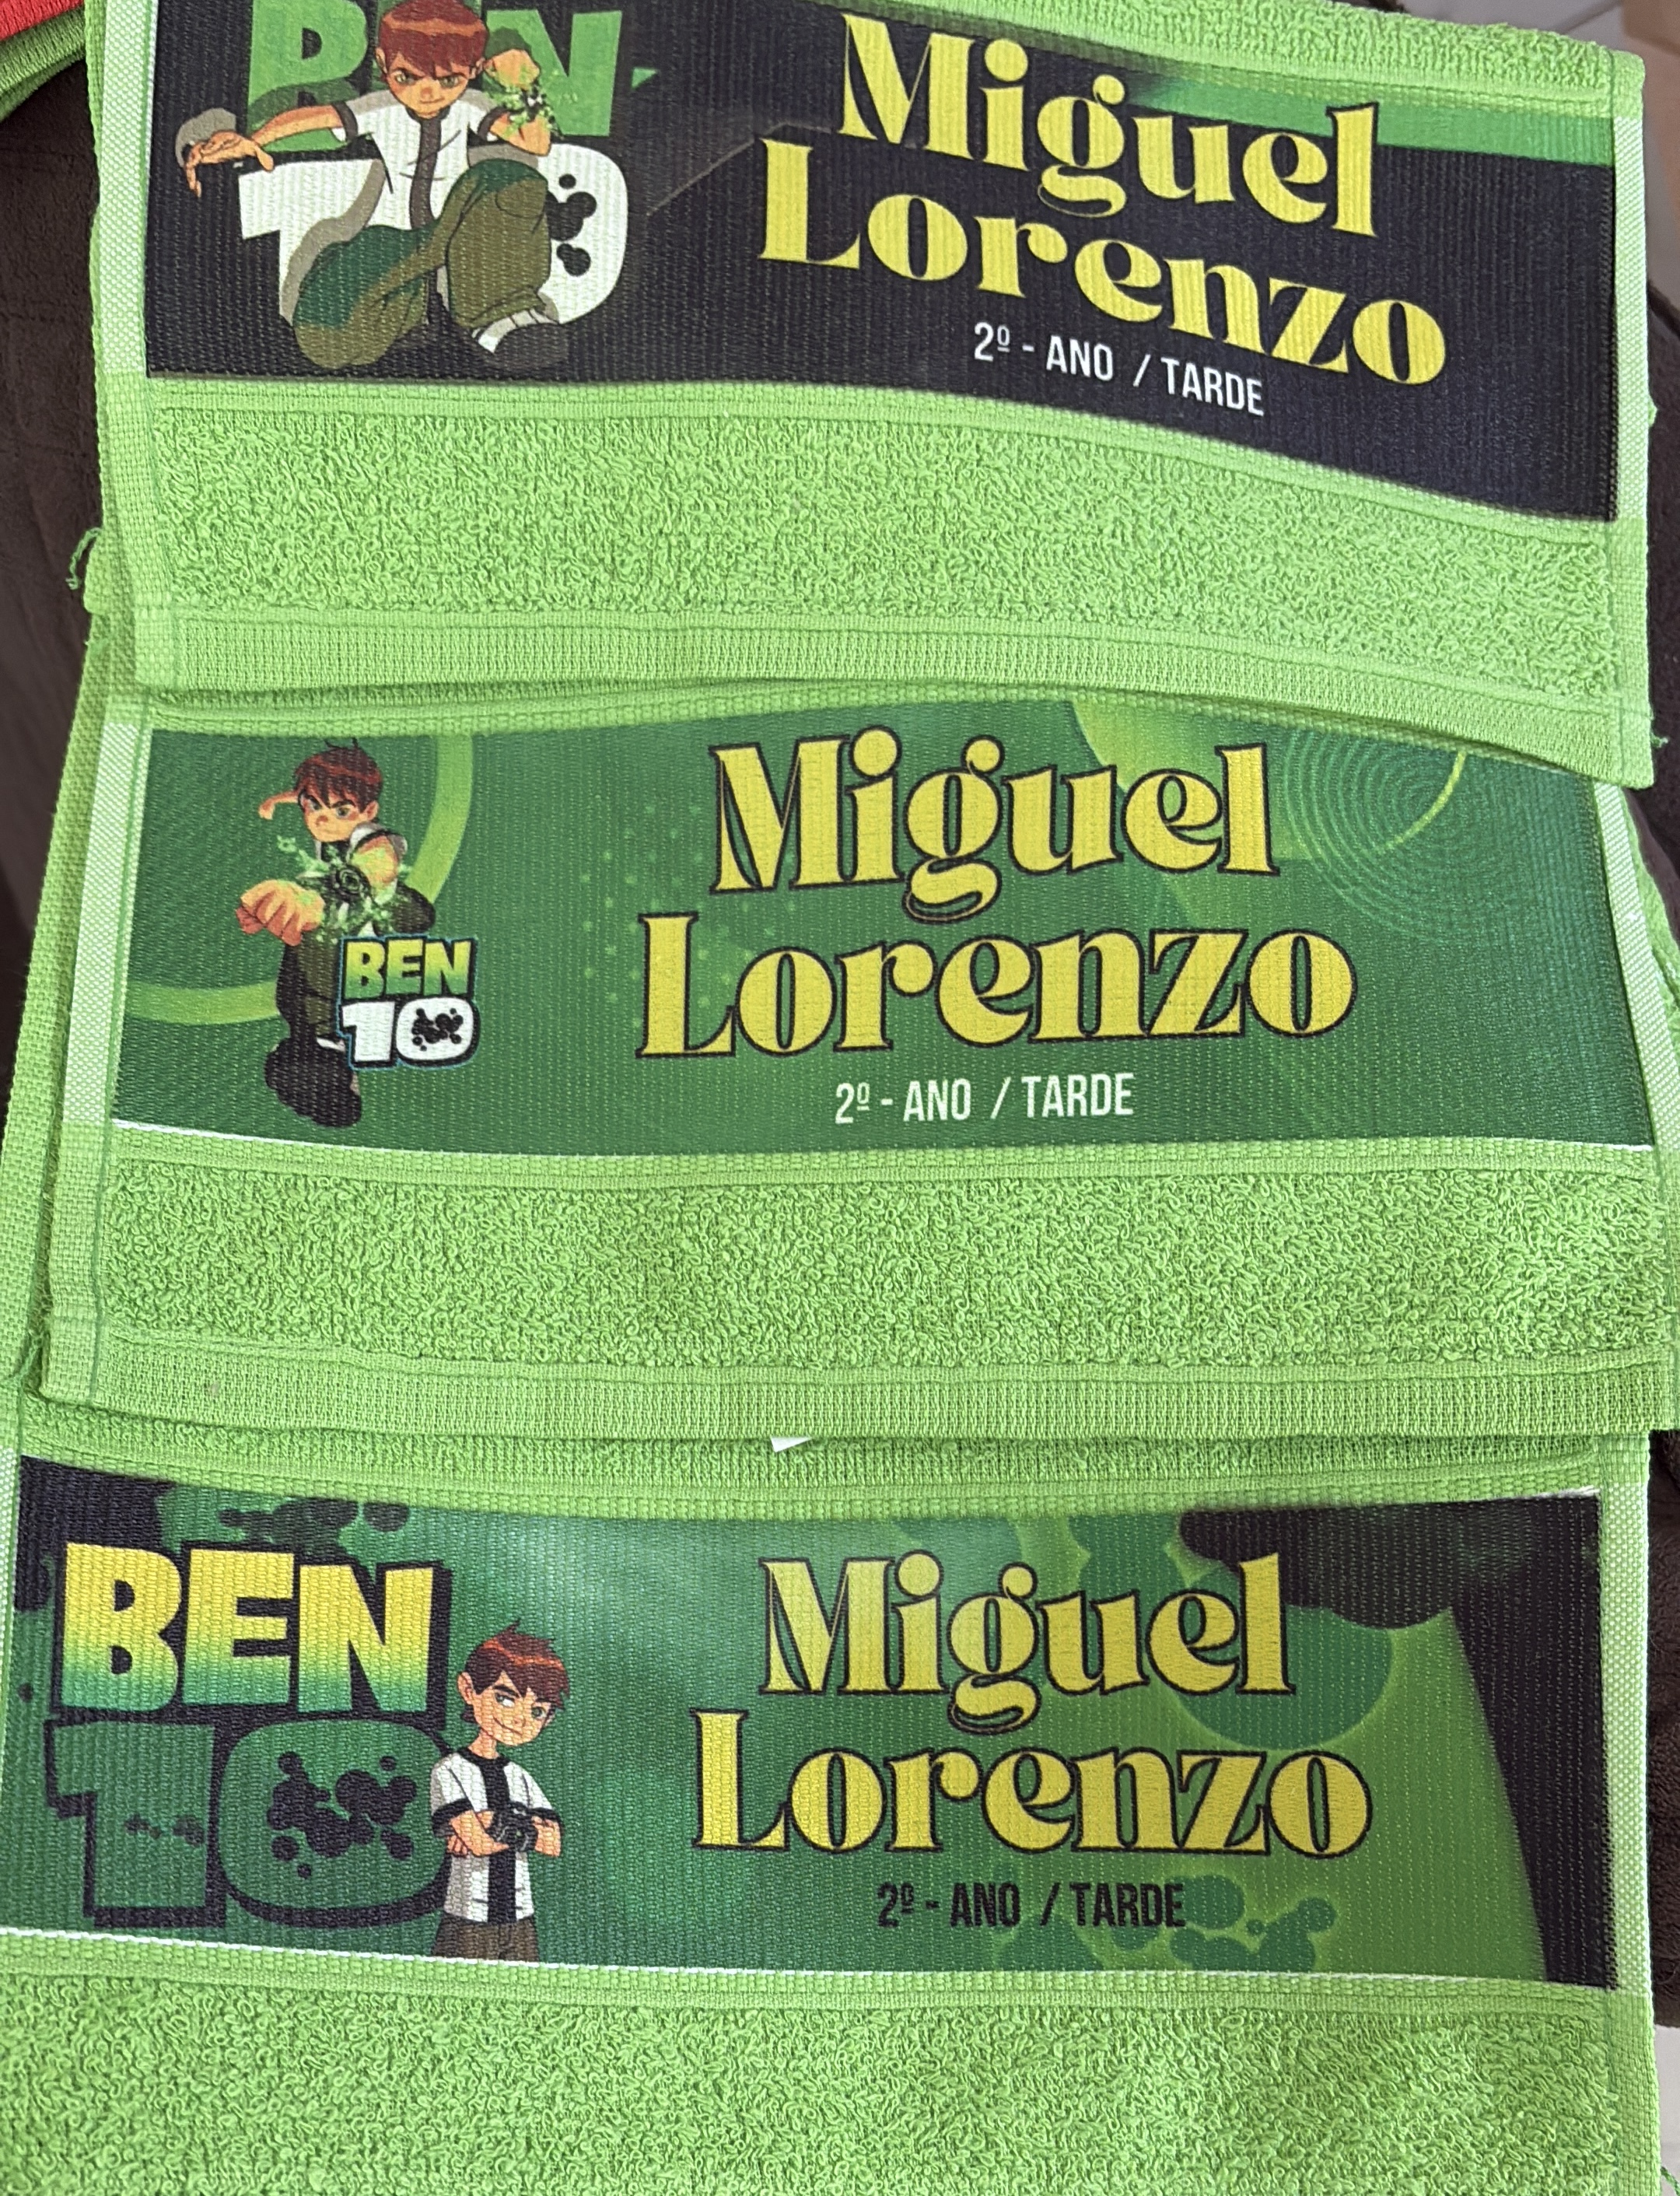 BEN
10
Miguel
Lorenzo
2º - ANO / TARDE
Miguel
Lorenzo
BEN
10
2º - ANO / TARDE
BEN
10
Miguel
Lorenzo
2º - ANO / TARDE